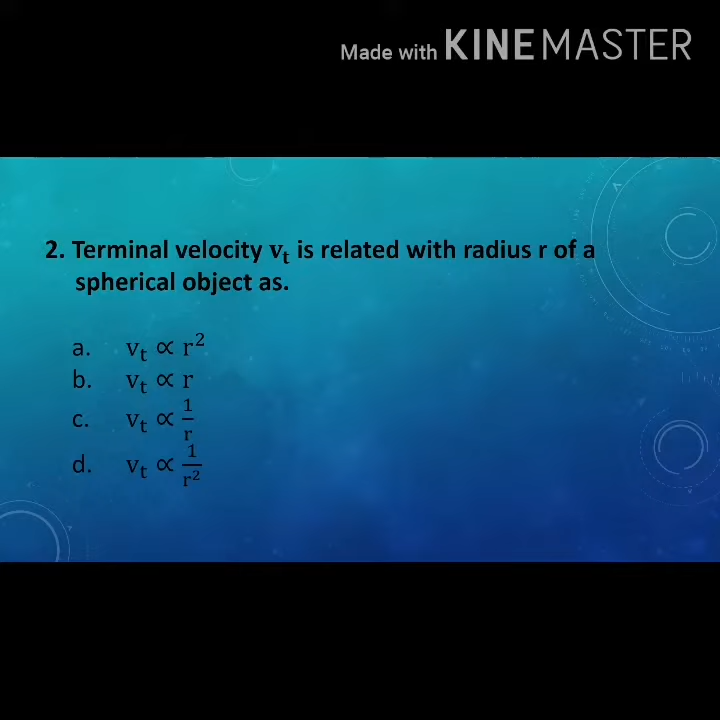 Made with KINEMASTER
2. Terminal velocity vₜ is related with radius r of a
spherical object as.
a. vₜ ∝ r²
b. vₜ ∝ r
c. vₜ ∝ 1/r
d. vₜ ∝ 1/r²